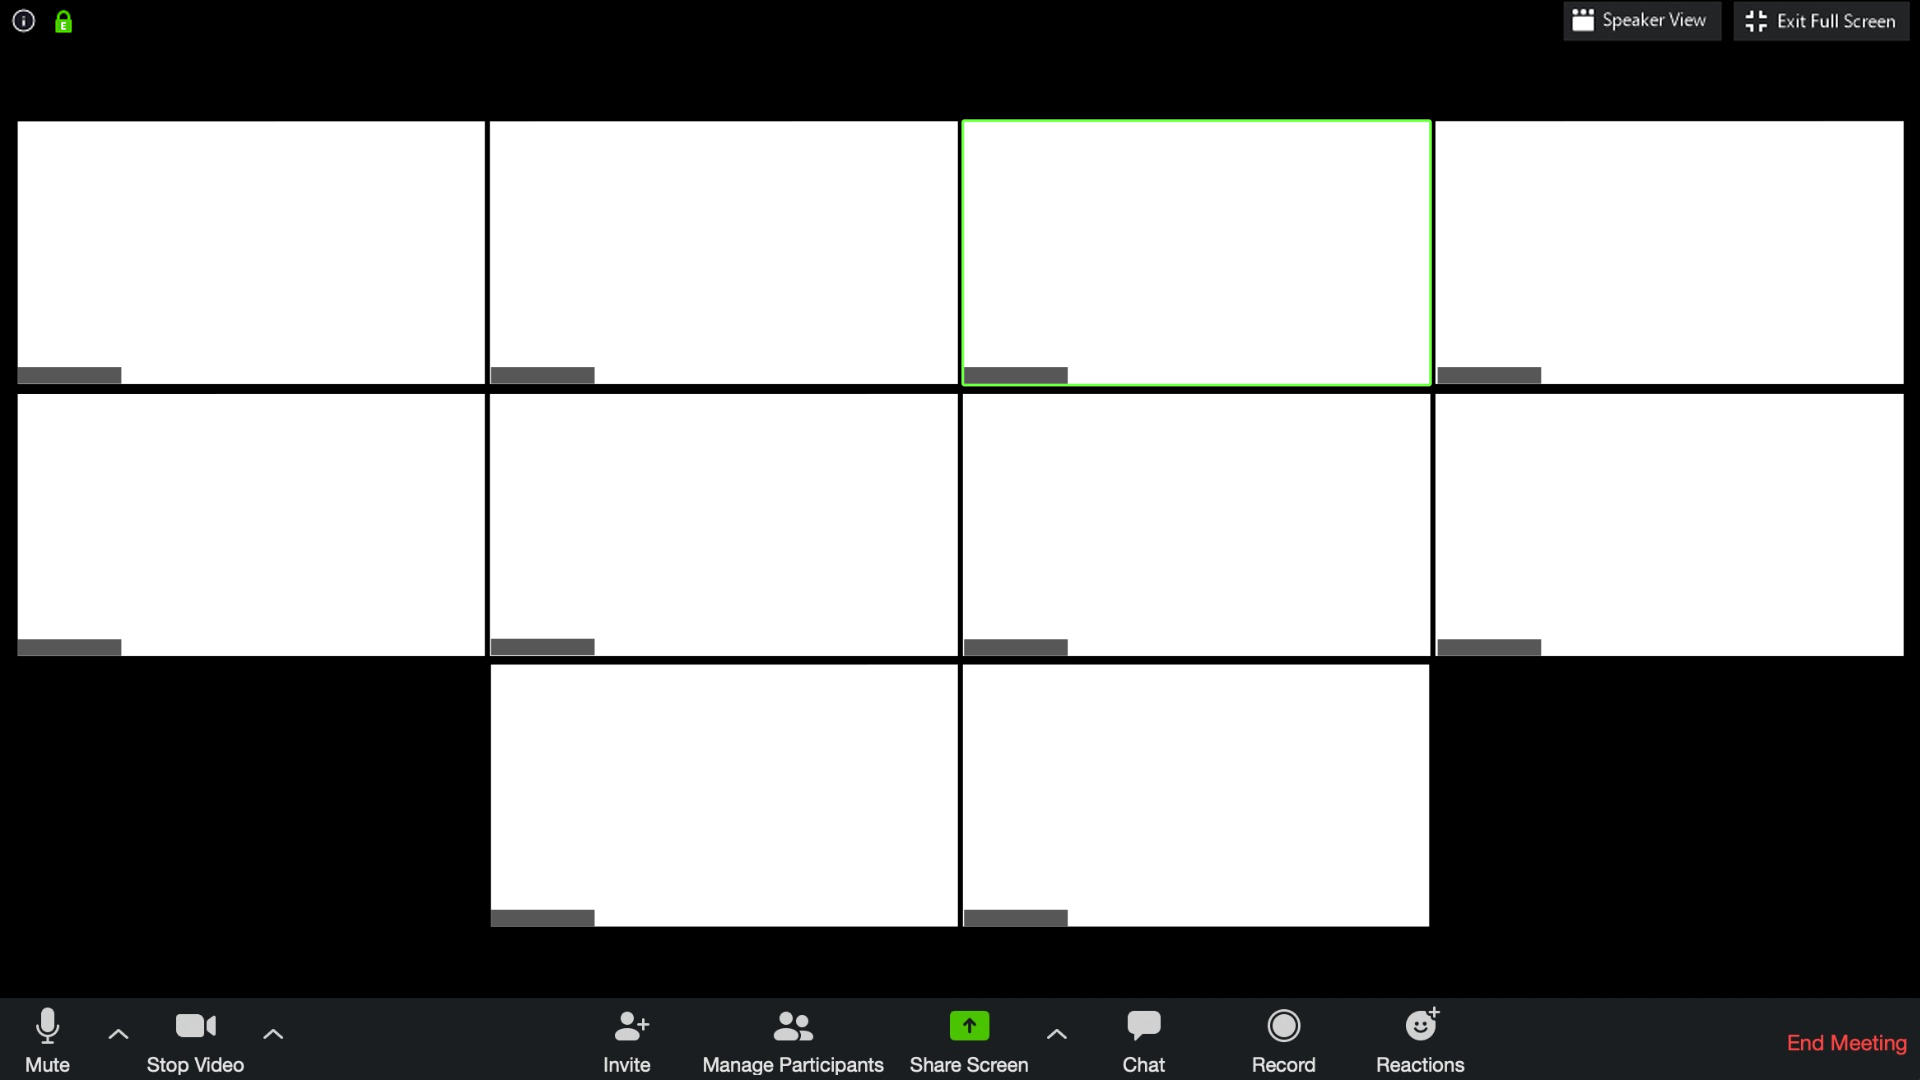 E
Speaker View
Exit Full Screen
Mute
Stop Video
Invite
Manage Participants
Share Screen
Chat
Record
Reactions
End Meeting